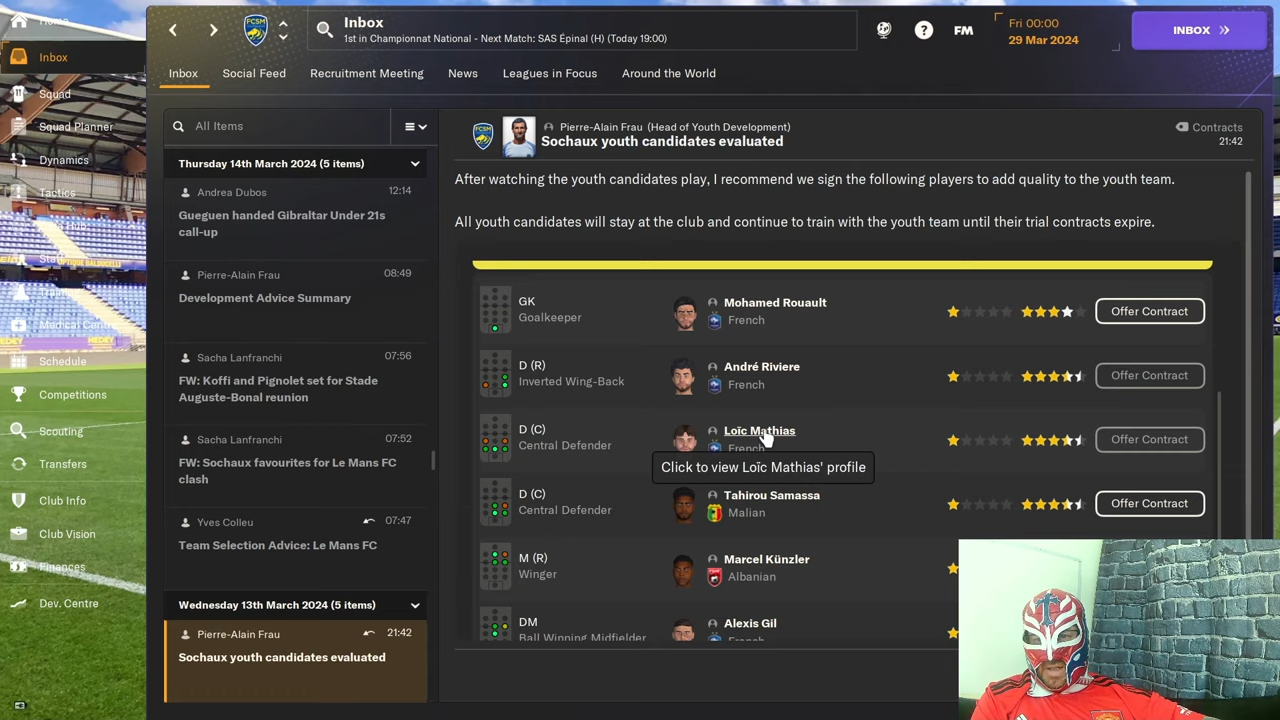 Home
Inbox
Squad
Squad Planner
Dynamics
Tactics
Schedule
Competitions
Scouting
Transfers
Club Info
Club Vision
Finances
Dev. Centre
FCSM
Inbox
1st in Championnat National - Next Match: SAS Épinal (H) (Today 19:00)
?
FM
Fri 00:00
29 Mar 2024
INBOX
Inbox
Social Feed
Recruitment Meeting
News
Leagues in Focus
Around the World
All Items
Thursday 14th March 2024 (5 items)
Andrea Dubos
12:14
Gueguen handed Gibraltar Under 21s
call-up
Pierre-Alain Frau
08:49
Development Advice Summary
Sacha Lanfranchi
07:56
FW: Koffi and Pignolet set for Stade
Auguste-Bonal reunion
Sacha Lanfranchi
07:52
FW: Sochaux favourites for Le Mans FC
clash
Yves Colleu
07:47
Team Selection Advice: Le Mans FC
Wednesday 13th March 2024 (5 items)
Pierre-Alain Frau
21:42
Sochaux youth candidates evaluated
FCSM
Pierre-Alain Frau (Head of Youth Development)
Sochaux youth candidates evaluated
Contracts
21:42
After watching the youth candidates play, I recommend we sign the following players to add quality to the youth team.
All youth candidates will stay at the club and continue to train with the youth team until their trial contracts expire.
GK
Goalkeeper
Mohamed Rouault
French
Offer Contract
D (R)
Inverted Wing-Back
André Riviere
French
Offer Contract
D (C)
Central Defender
Loïc Mathias
French
Offer Contract
Click to view Loïc Mathias' profile
D (C)
Central Defender
Tahirou Samassa
Malian
Offer Contract
M (R)
Winger
Marcel Künzler
Albanian
DM
Ball Winning Midfielder
Alexis Gil
French